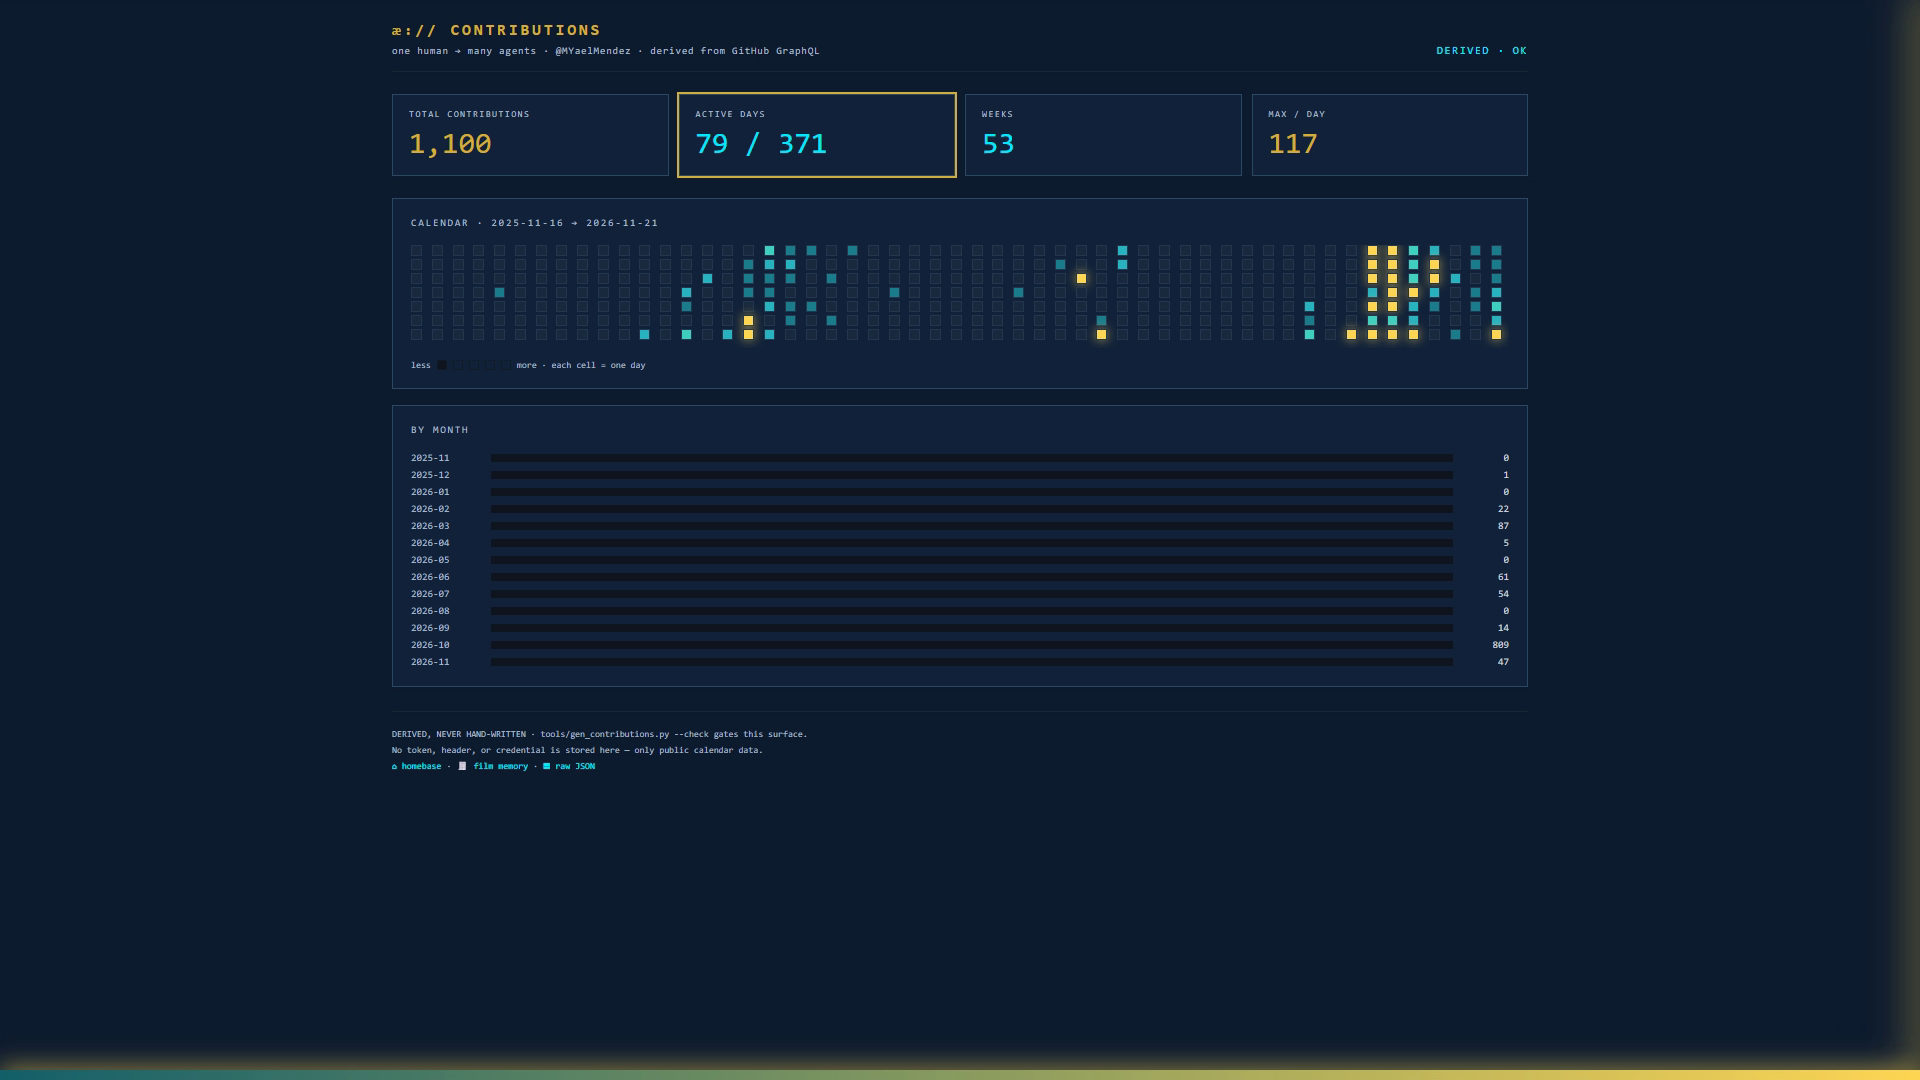 æ:// CONTRIBUTIONS
one human → many agents · @MYaelMendez · derived from GitHub GraphQL
DERIVED · OK
TOTAL CONTRIBUTIONS
1,100
ACTIVE DAYS
79 / 371
WEEKS
53
MAX / DAY
117
CALENDAR · 2025-11-16 → 2026-11-21
less more · each cell = one day
BY MONTH
2025-11 0
2025-12 1
2026-01 0
2026-02 22
2026-03 87
2026-04 5
2026-05 0
2026-06 61
2026-07 54
2026-08 0
2026-09 14
2026-10 809
2026-11 47
DERIVED, NEVER HAND-WRITTEN · tools/gen_contributions.py --check gates this surface.
No token, header, or credential is stored here — only public calendar data.
⌂ homebase · film memory · raw JSON